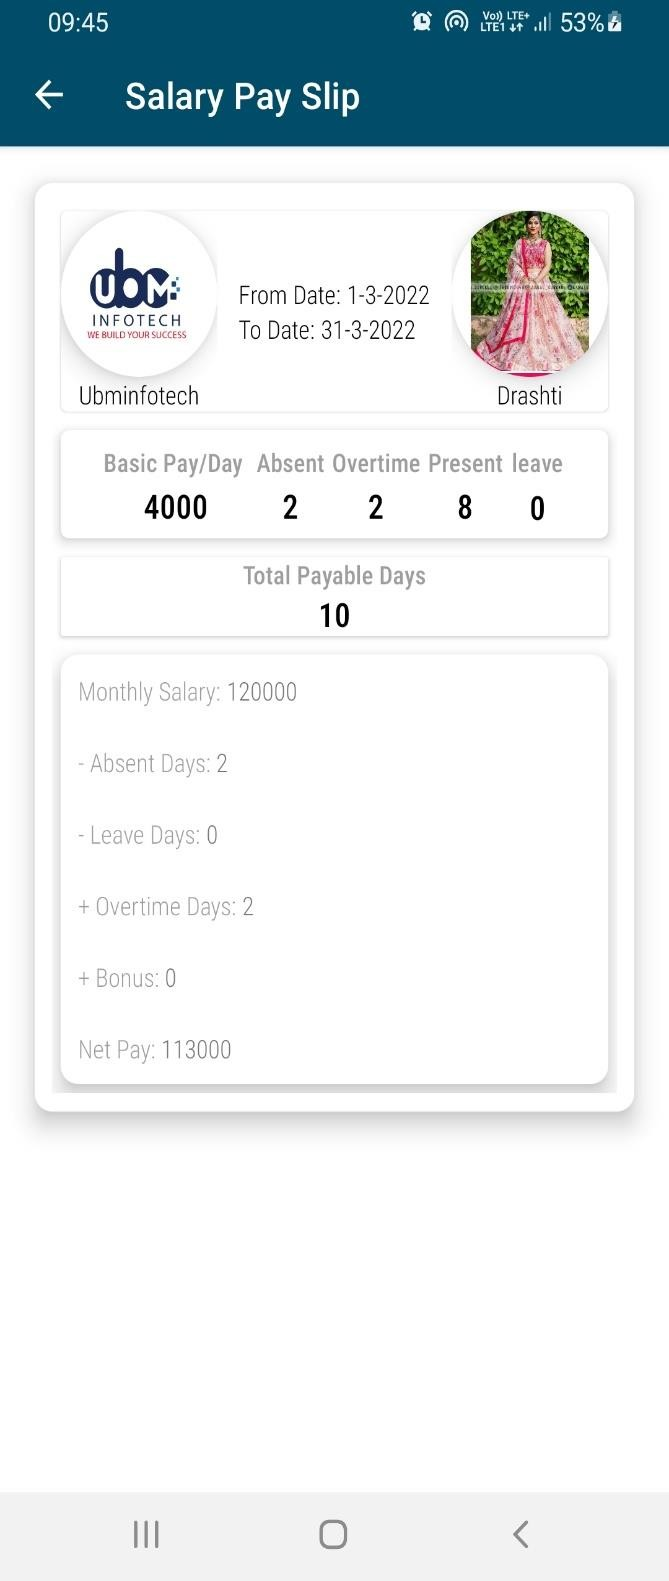 09:45
Vo)) LTE+
LTE1
53%
Salary Pay Slip
UBM
INFOTECH
WE BUILD YOUR SUCCESS
From Date: 1-3-2022
To Date: 31-3-2022
Ubminfotech
Drashti
Basic Pay/Day Absent Overtime Present leave
4000 2 2 8 0
Total Payable Days
10
Monthly Salary: 120000
- Absent Days: 2
- Leave Days: 0
+ Overtime Days: 2
+ Bonus: 0
Net Pay: 113000